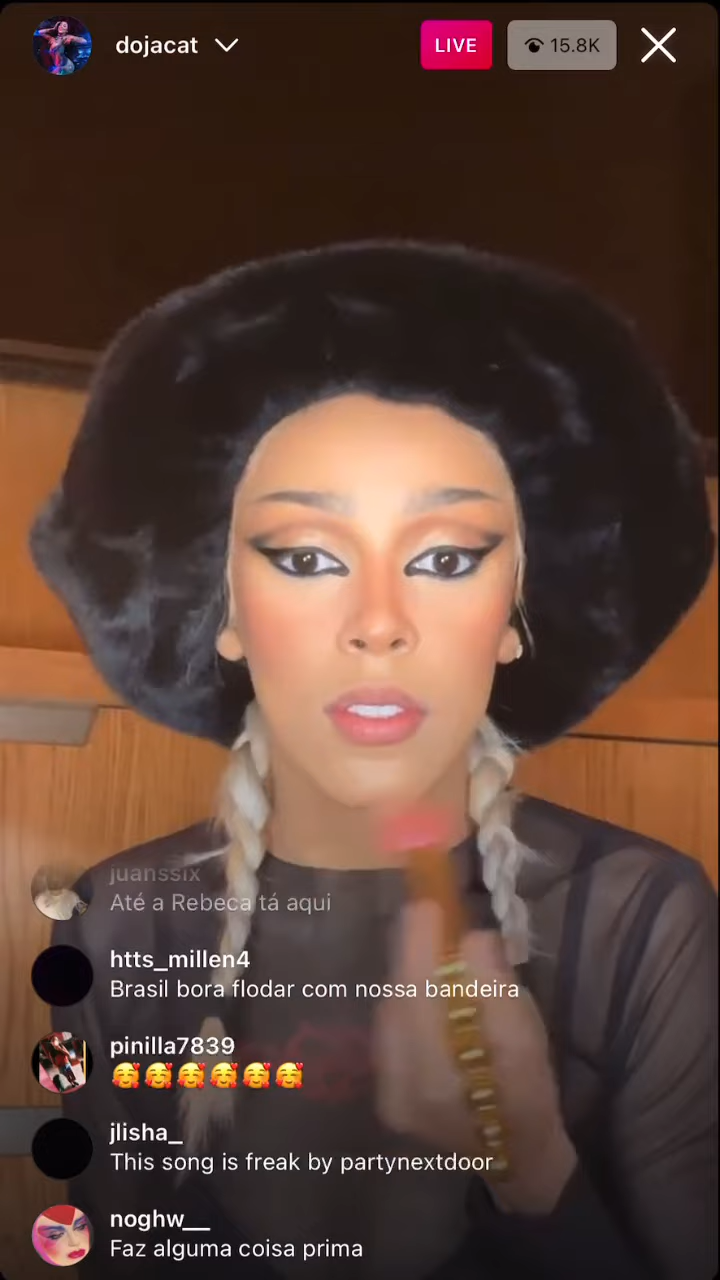 dojacat
LIVE
15.8K
juanssix
Até a Rebeca tá aqui
htts_millen4
Brasil bora flodar com nossa bandeira
pinilla7839
🥰🥰🥰🥰🥰🥰
jlisha_
This song is freak by partynextdoor
noghw__
Faz alguma coisa prima